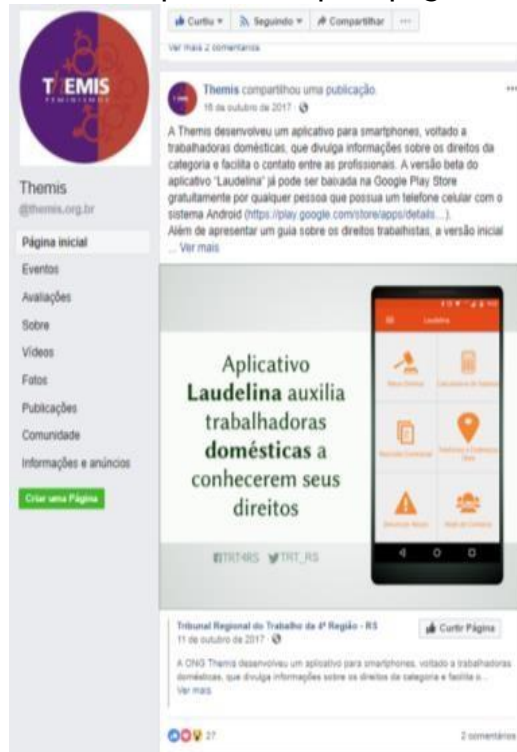 Curtiu Seguindo Compartilhar ...
Ver mais 2 comentários
THEMIS
FEMINISMOS
Themis compartilhou uma publicação.
16 de outubro de 2017
A Themis desenvolveu um aplicativo para smartphones, voltado a
trabalhadoras domésticas, que divulga informações sobre os direitos da
categoria e facilita o contato entre as profissionais. A versão beta do
aplicativo "Laudelina" já pode ser baixada na Google Play Store
gratuitamente por qualquer pessoa que possua um telefone celular com o
sistema Android (https://play.google.com/store/apps/details...).
Além de apresentar um guia sobre os direitos trabalhistas, a versão inicial
... Ver mais
Themis
@themis.org.br
Página inicial
Eventos
Avaliações
Sobre
Vídeos
Fotos
Publicações
Comunidade
Informações e anúncios
Criar uma Página
Laudelina
Aplicativo
Laudelina auxilia
trabalhadoras
domésticas a
conhecerem seus
direitos
TRT4RS TRT_RS
Tribunal Regional do Trabalho da 4ª Região - RS
11 de outubro de 2017
Curtir Página
A ONG Themis desenvolveu um aplicativo para smartphones, voltado a trabalhadoras
domésticas, que divulga informações sobre os direitos da categoria e facilita o...
Ver mais
27
2 comentários